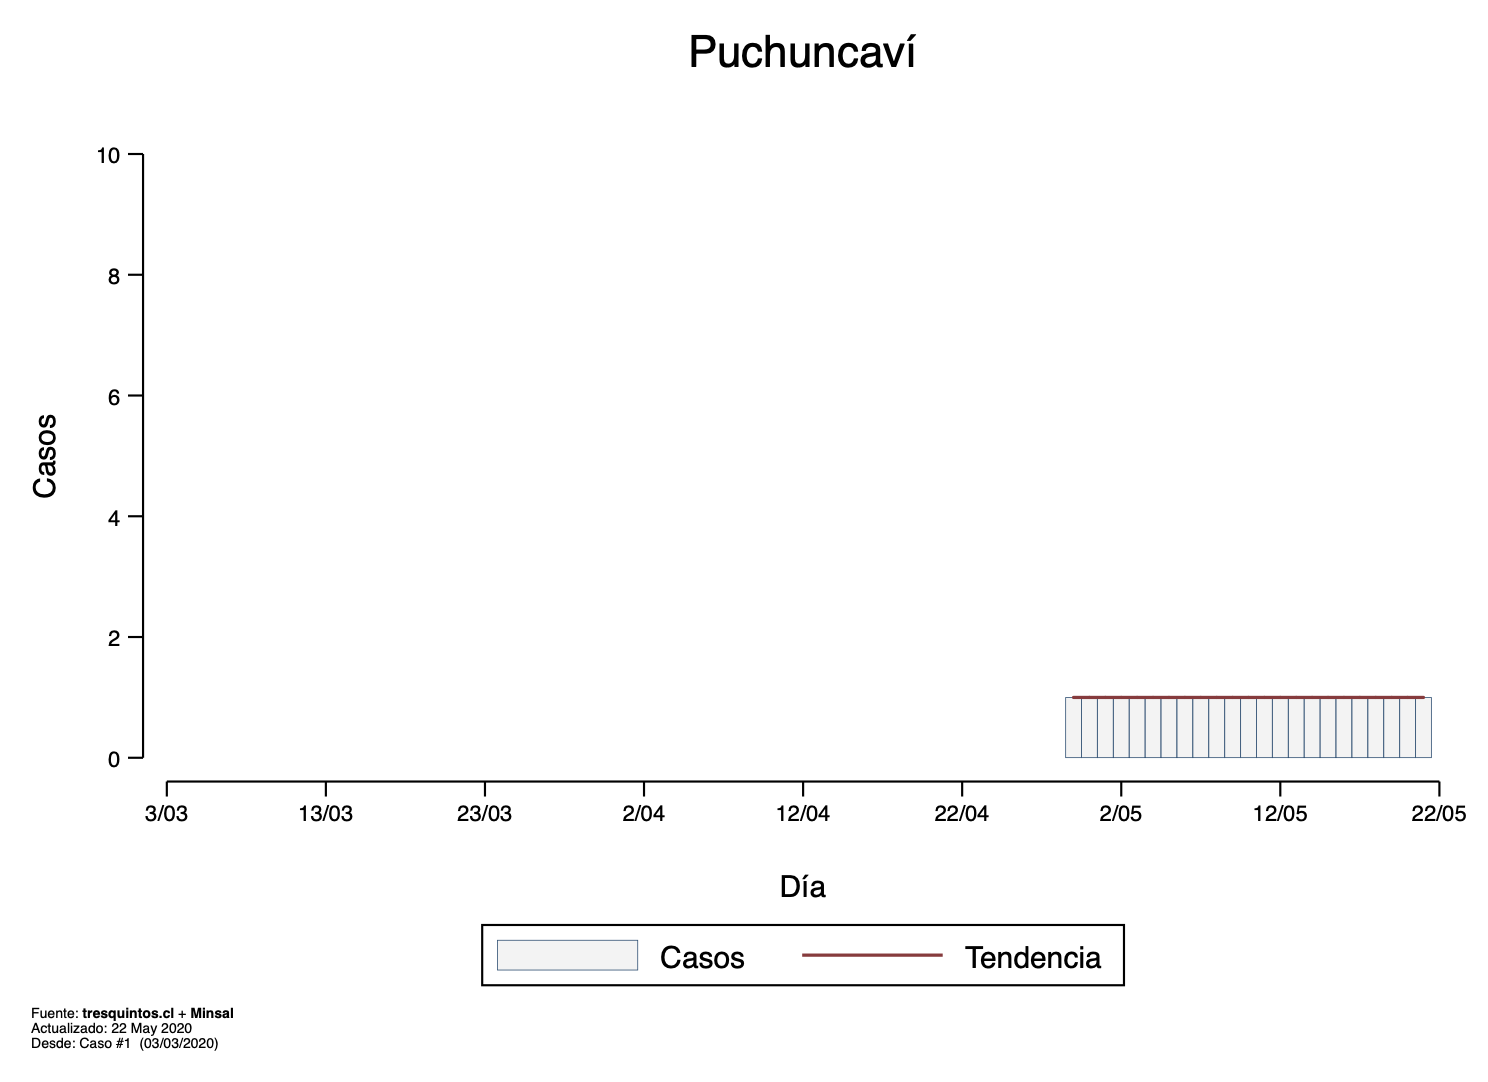 Puchuncaví
10
8
6
4
2
0
Casos
3/03 13/03 23/03 2/04 12/04 22/04 2/05 12/05 22/05
Día
Casos Tendencia
Fuente: tresquintos.cl + Minsal
Actualizado: 22 May 2020
Desde: Caso #1 (03/03/2020)